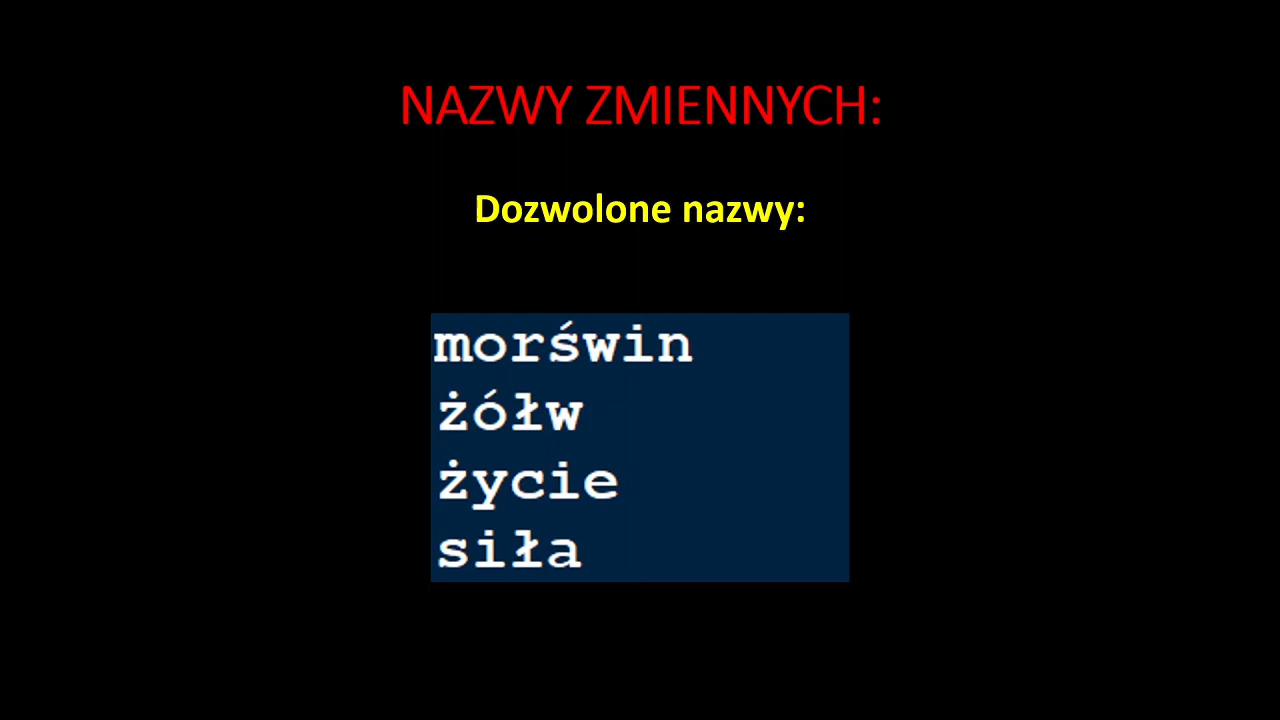 NAZWY ZMIENNYCH:
Dozwolone nazwy:
morświn
żółw
życie
siła